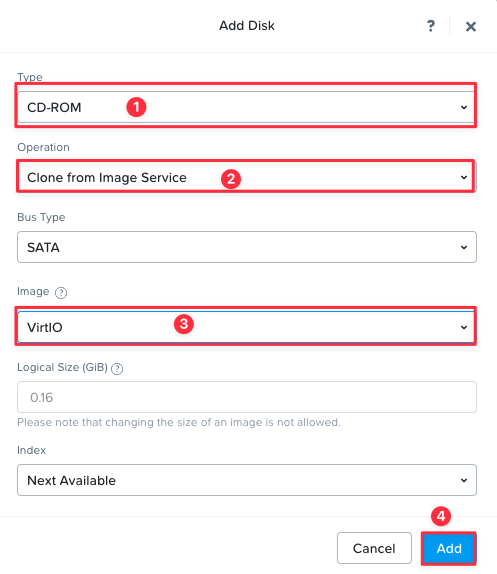 Add Disk ? ×
Type
CD-ROM 1
Operation
Clone from Image Service 2
Bus Type
SATA
Image ?
VirtIO 3
Logical Size (GiB) ?
0.16
Please note that changing the size of an image is not allowed.
Index
Next Available
4
Cancel Add